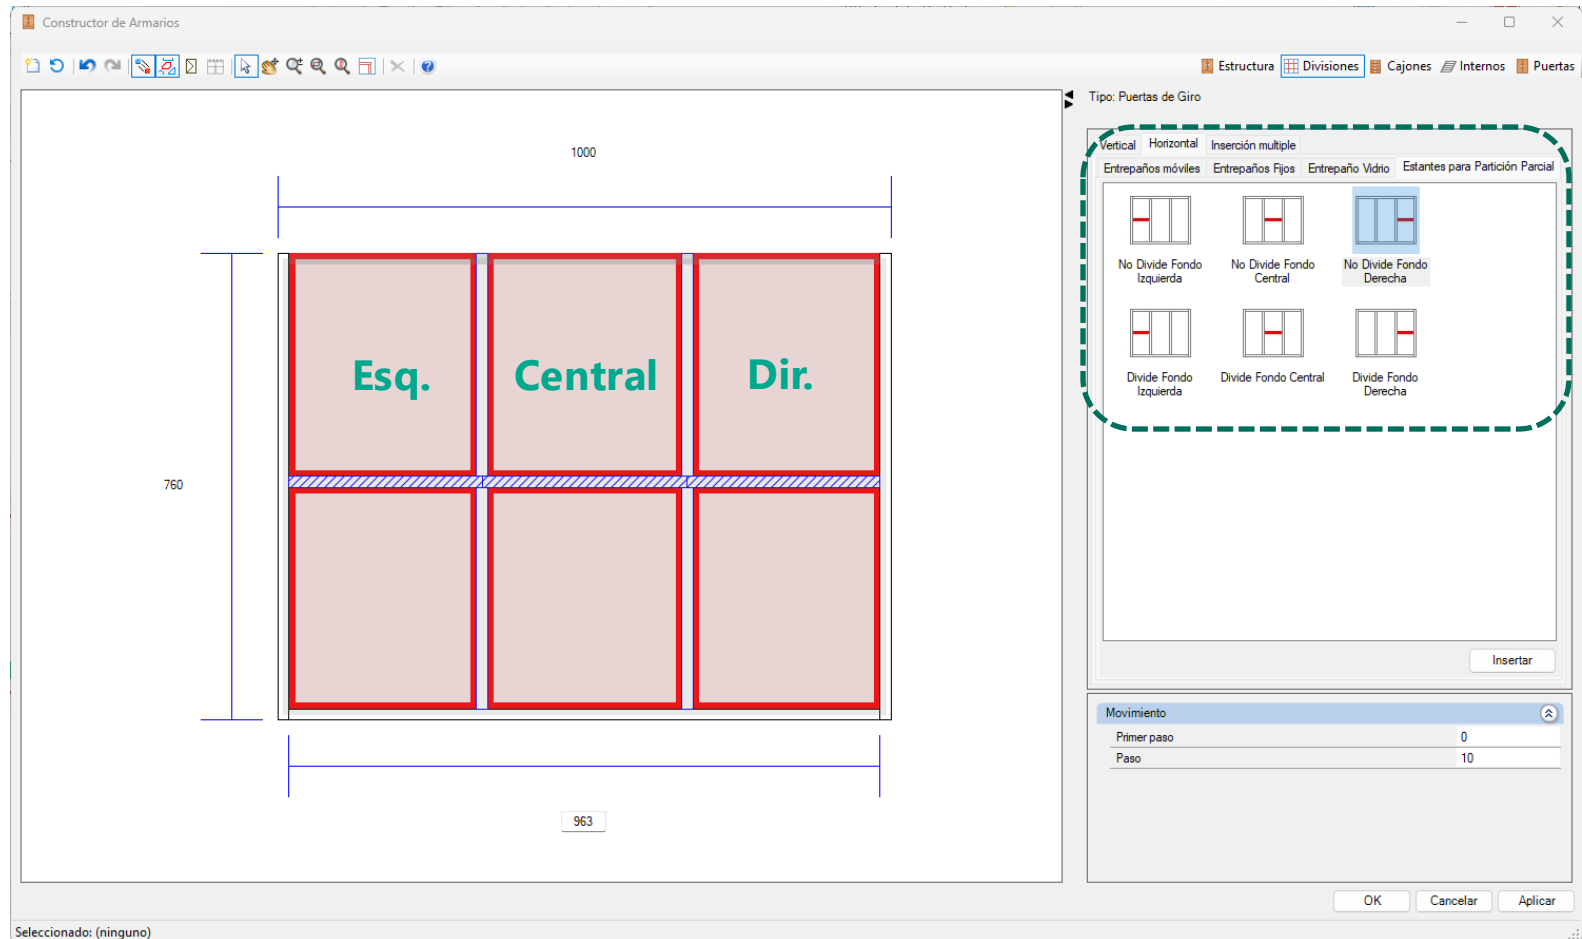 Constructor de Armarios
Estructura Divisiones Cajones Internos Puertas
Tipo: Puertas de Giro
1000
760
963
Esq. Central Dir.
Vertical Horizontal Inserción multiple
Entrepaños móviles Entrepaños Fijos Entrepaño Vidrio Estantes para Partición Parcial
No Divide Fondo
Izquierda
No Divide Fondo
Central
No Divide Fondo
Derecha
Divide Fondo
Izquierda
Divide Fondo Central
Divide Fondo
Derecha
Insertar
Movimiento
Primer paso 0
Paso 10
OK Cancelar Aplicar
Seleccionado: (ninguno)